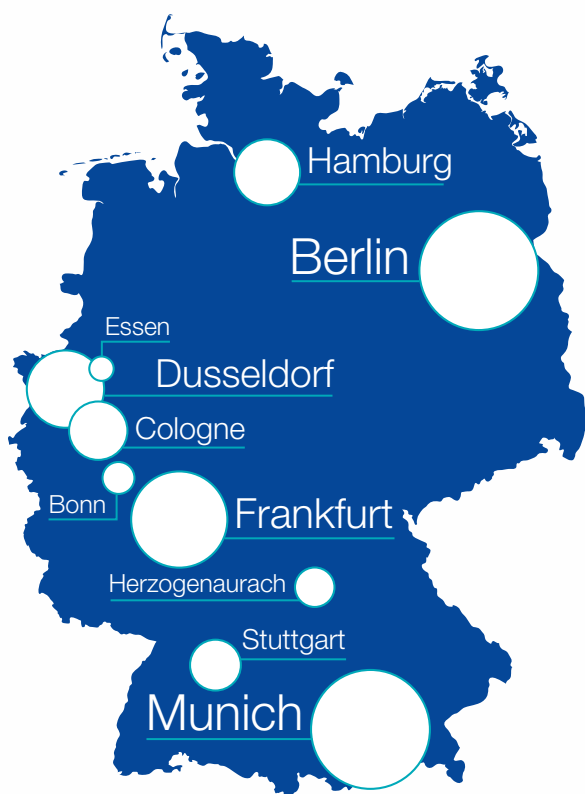 Hamburg
Berlin
Essen
Dusseldorf
Cologne
Bonn
Frankfurt
Herzogenaurach
Stuttgart
Munich